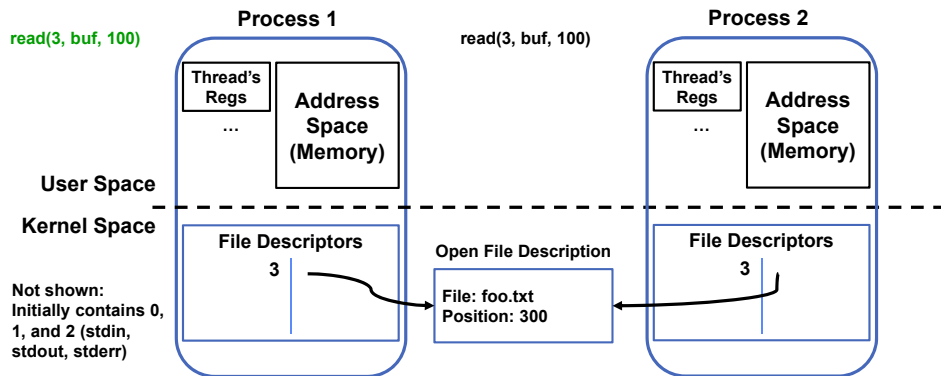 Process 1
Process 2
read(3, buf, 100)
read(3, buf, 100)
Thread's
Regs
...
Address
Space
(Memory)
Thread's
Regs
...
Address
Space
(Memory)
User Space
Kernel Space
File Descriptors
3
Open File Description
File: foo.txt
Position: 300
File Descriptors
3
Not shown:
Initially contains 0,
1, and 2 (stdin,
stdout, stderr)